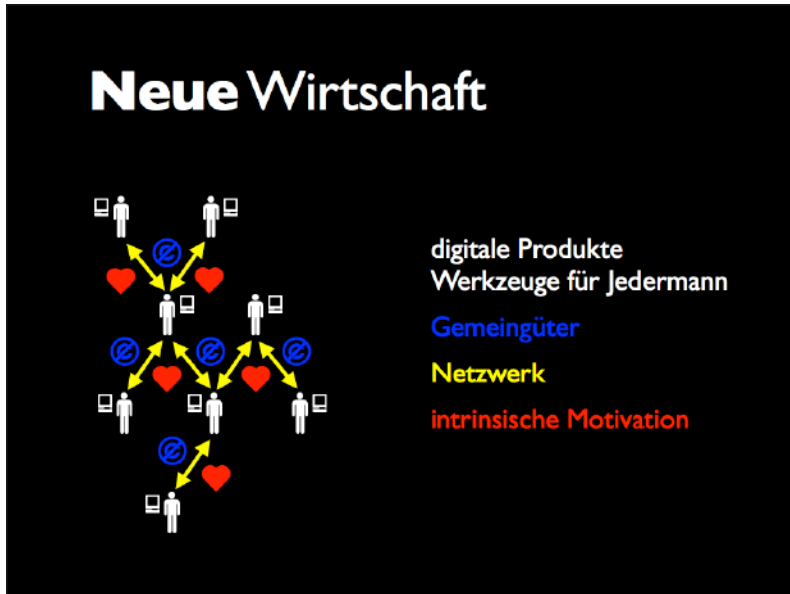 Neue Wirtschaft
digitale Produkte
Werkzeuge für Jedermann
Gemeingüter
Netzwerk
intrinsische Motivation